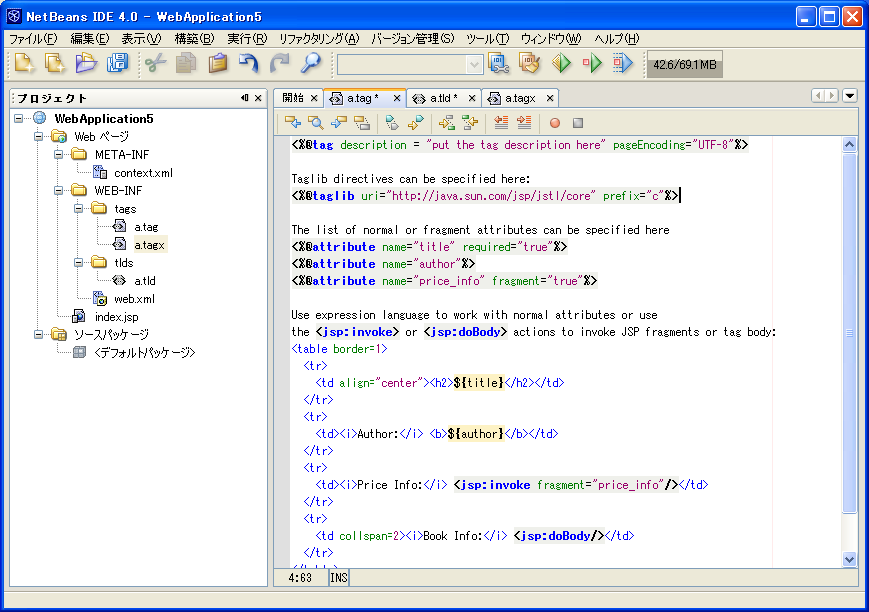 NetBeans IDE 4.0 - WebApplication5
ファイル(F) 編集(E) 表示(V) 構築(B) 実行(R) リファクタリング(A) バージョン管理(S) ツール(T) ウィンドウ(W) ヘルプ(H)
42.6/69.1MB
プロジェクト
WebApplication5
Web ページ
META-INF
context.xml
WEB-INF
tags
a.tag
a.tagx
tlds
a.tld
web.xml
index.jsp
ソースパッケージ
<デフォルトパッケージ>
開始 a.tag * a.tld * a.tagx
<%@tag description = "put the tag description here" pageEncoding="UTF-8"%>
Taglib directives can be specified here:
<%@taglib uri="http://java.sun.com/jsp/jstl/core" prefix="c"%>
The list of normal or fragment attributes can be specified here
<%@attribute name="title" required="true"%>
<%@attribute name="author"%>
<%@attribute name="price_info" fragment="true"%>
Use expression language to work with normal attributes or use
the <jsp:invoke> or <jsp:doBody> actions to invoke JSP fragments or tag body:
<table border=1>
<tr>
<td align="center"><h2>${title}</h2></td>
</tr>
<tr>
<td><i>Author:</i> <b>${author}</b></td>
</tr>
<tr>
<td><i>Price Info:</i> <jsp:invoke fragment="price_info"/></td>
</tr>
<tr>
<td collspan=2><i>Book Info:</i> <jsp:doBody/></td>
</tr>
4:63 INS